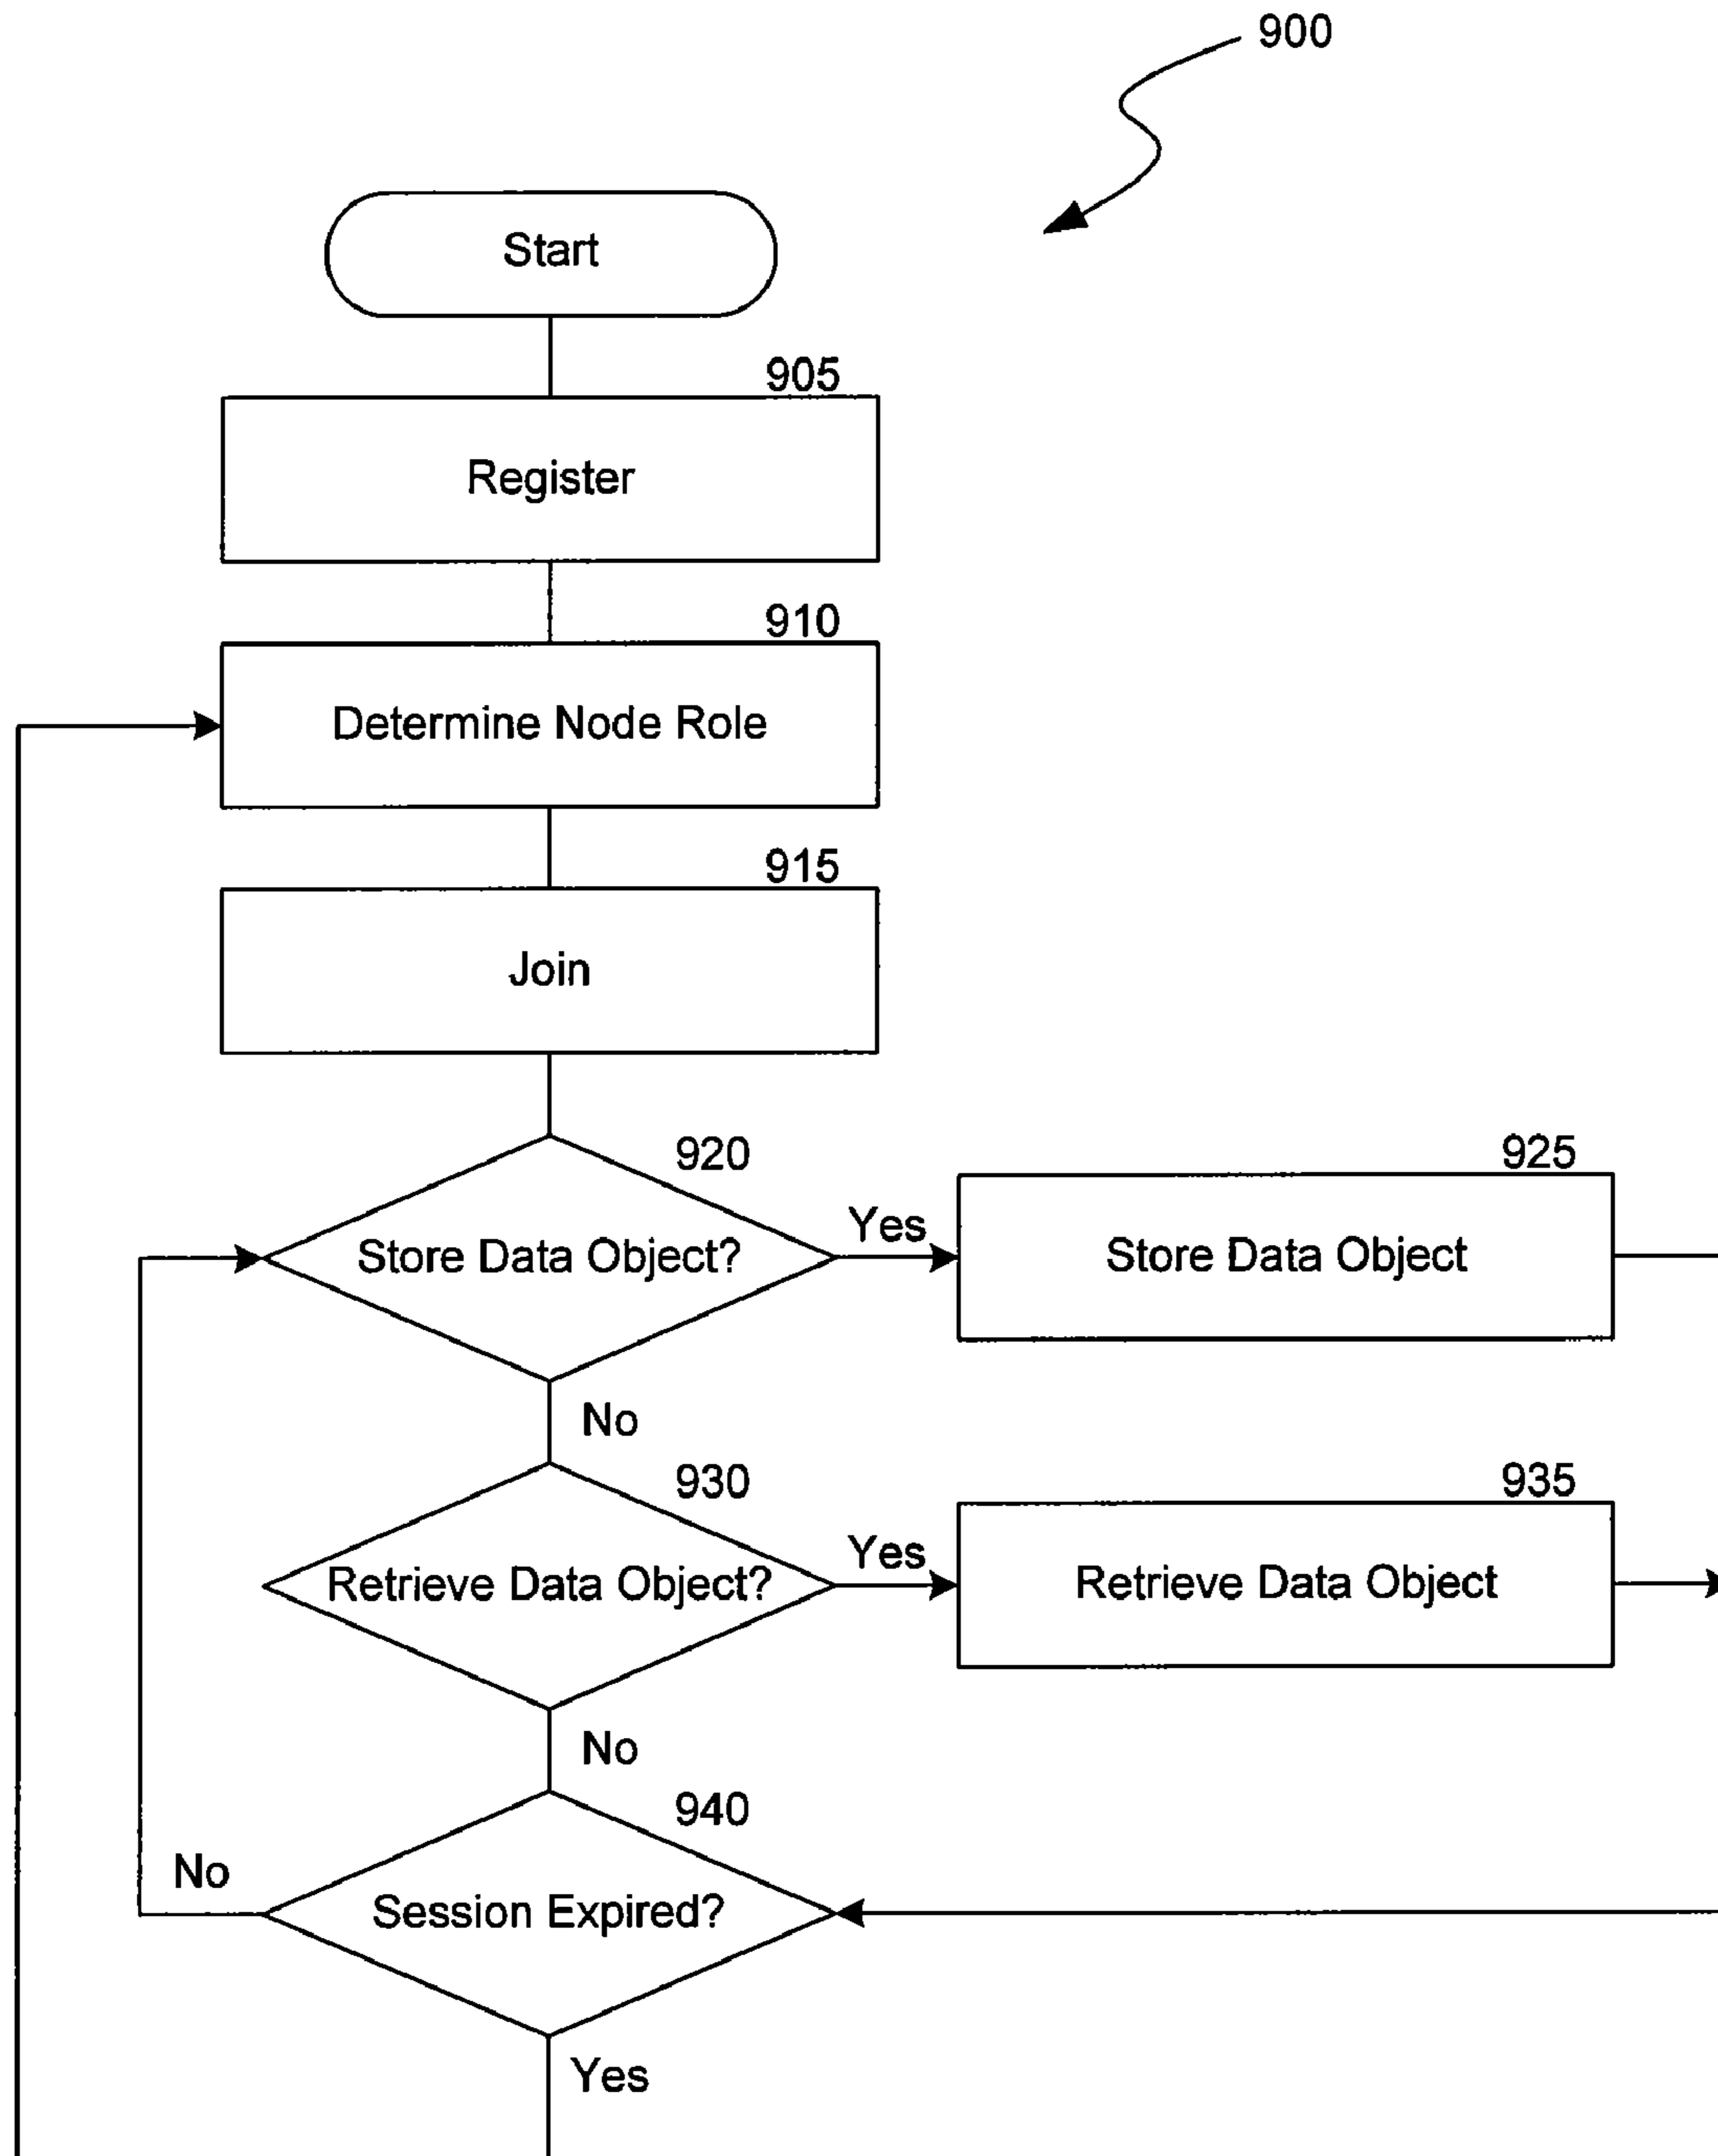 900
Start
905
Register
910
Determine Node Role
915
Join
920
Store Data Object?
Yes
925
Store Data Object
No
930
Retrieve Data Object?
Yes
935
Retrieve Data Object
No
940
Session Expired?
No
Yes